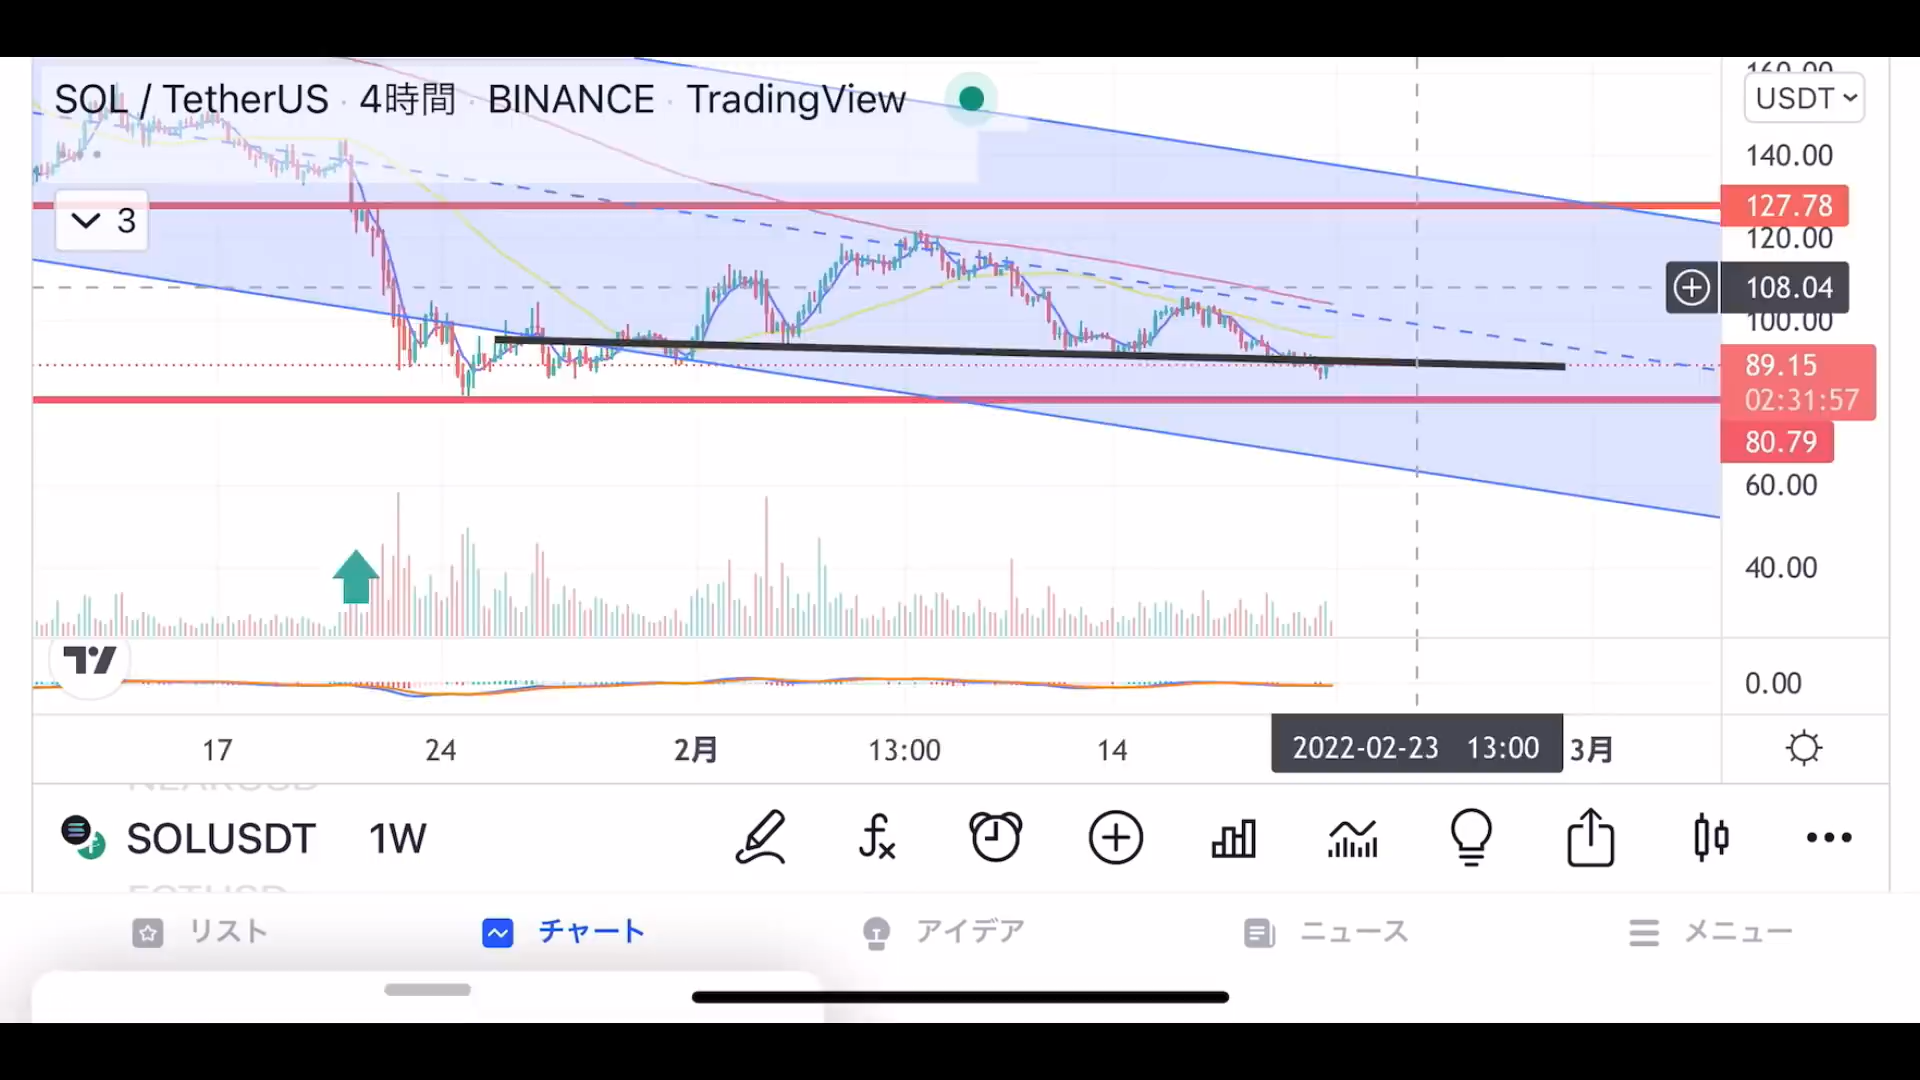 160.00
SOL / TetherUS · 4時間 · BINANCE · TradingView
USDT
140.00
3
127.78
120.00
108.04
100.00
89.15
02:31:57
80.79
60.00
40.00
0.00
17 24 2月 13:00 14 2022-02-23 13:00 3月
NEARUSD
SOLUSDT 1W
リスト チャート アイデア ニュース メニュー